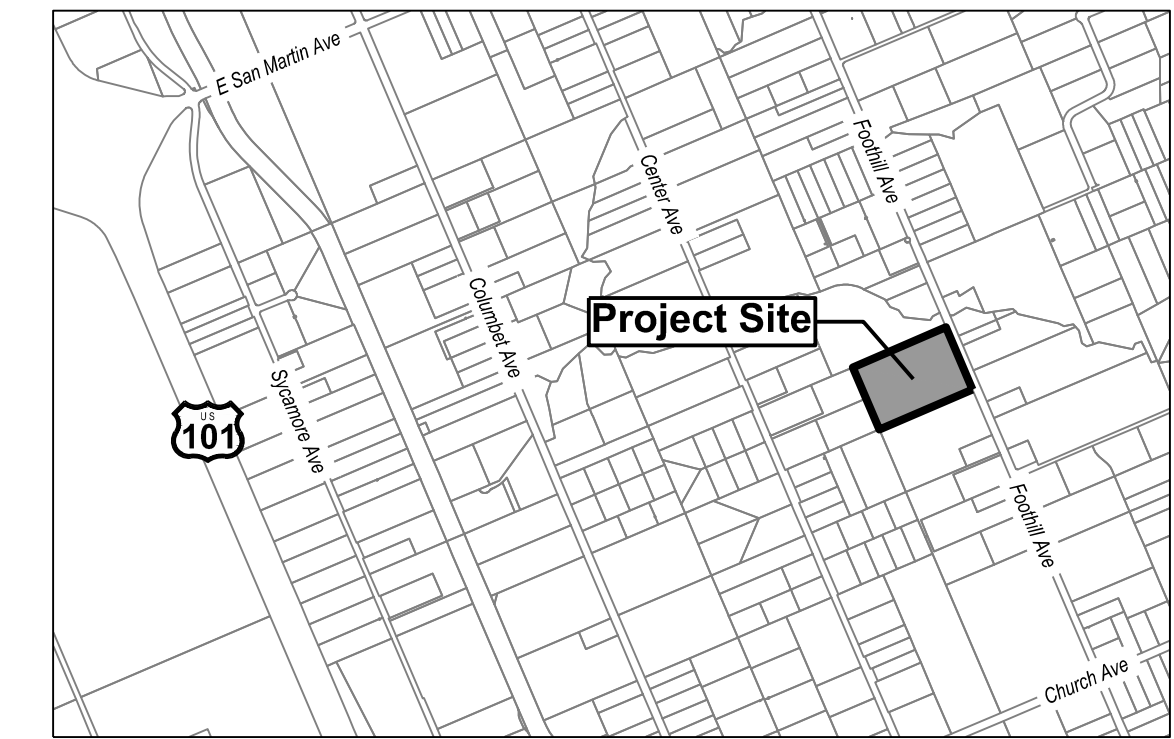 E San Martin Ave
Foothill Ave
Center Ave
Columbet Ave
Project Site
Sycamore Ave
US
101
Foothill Ave
Church Ave